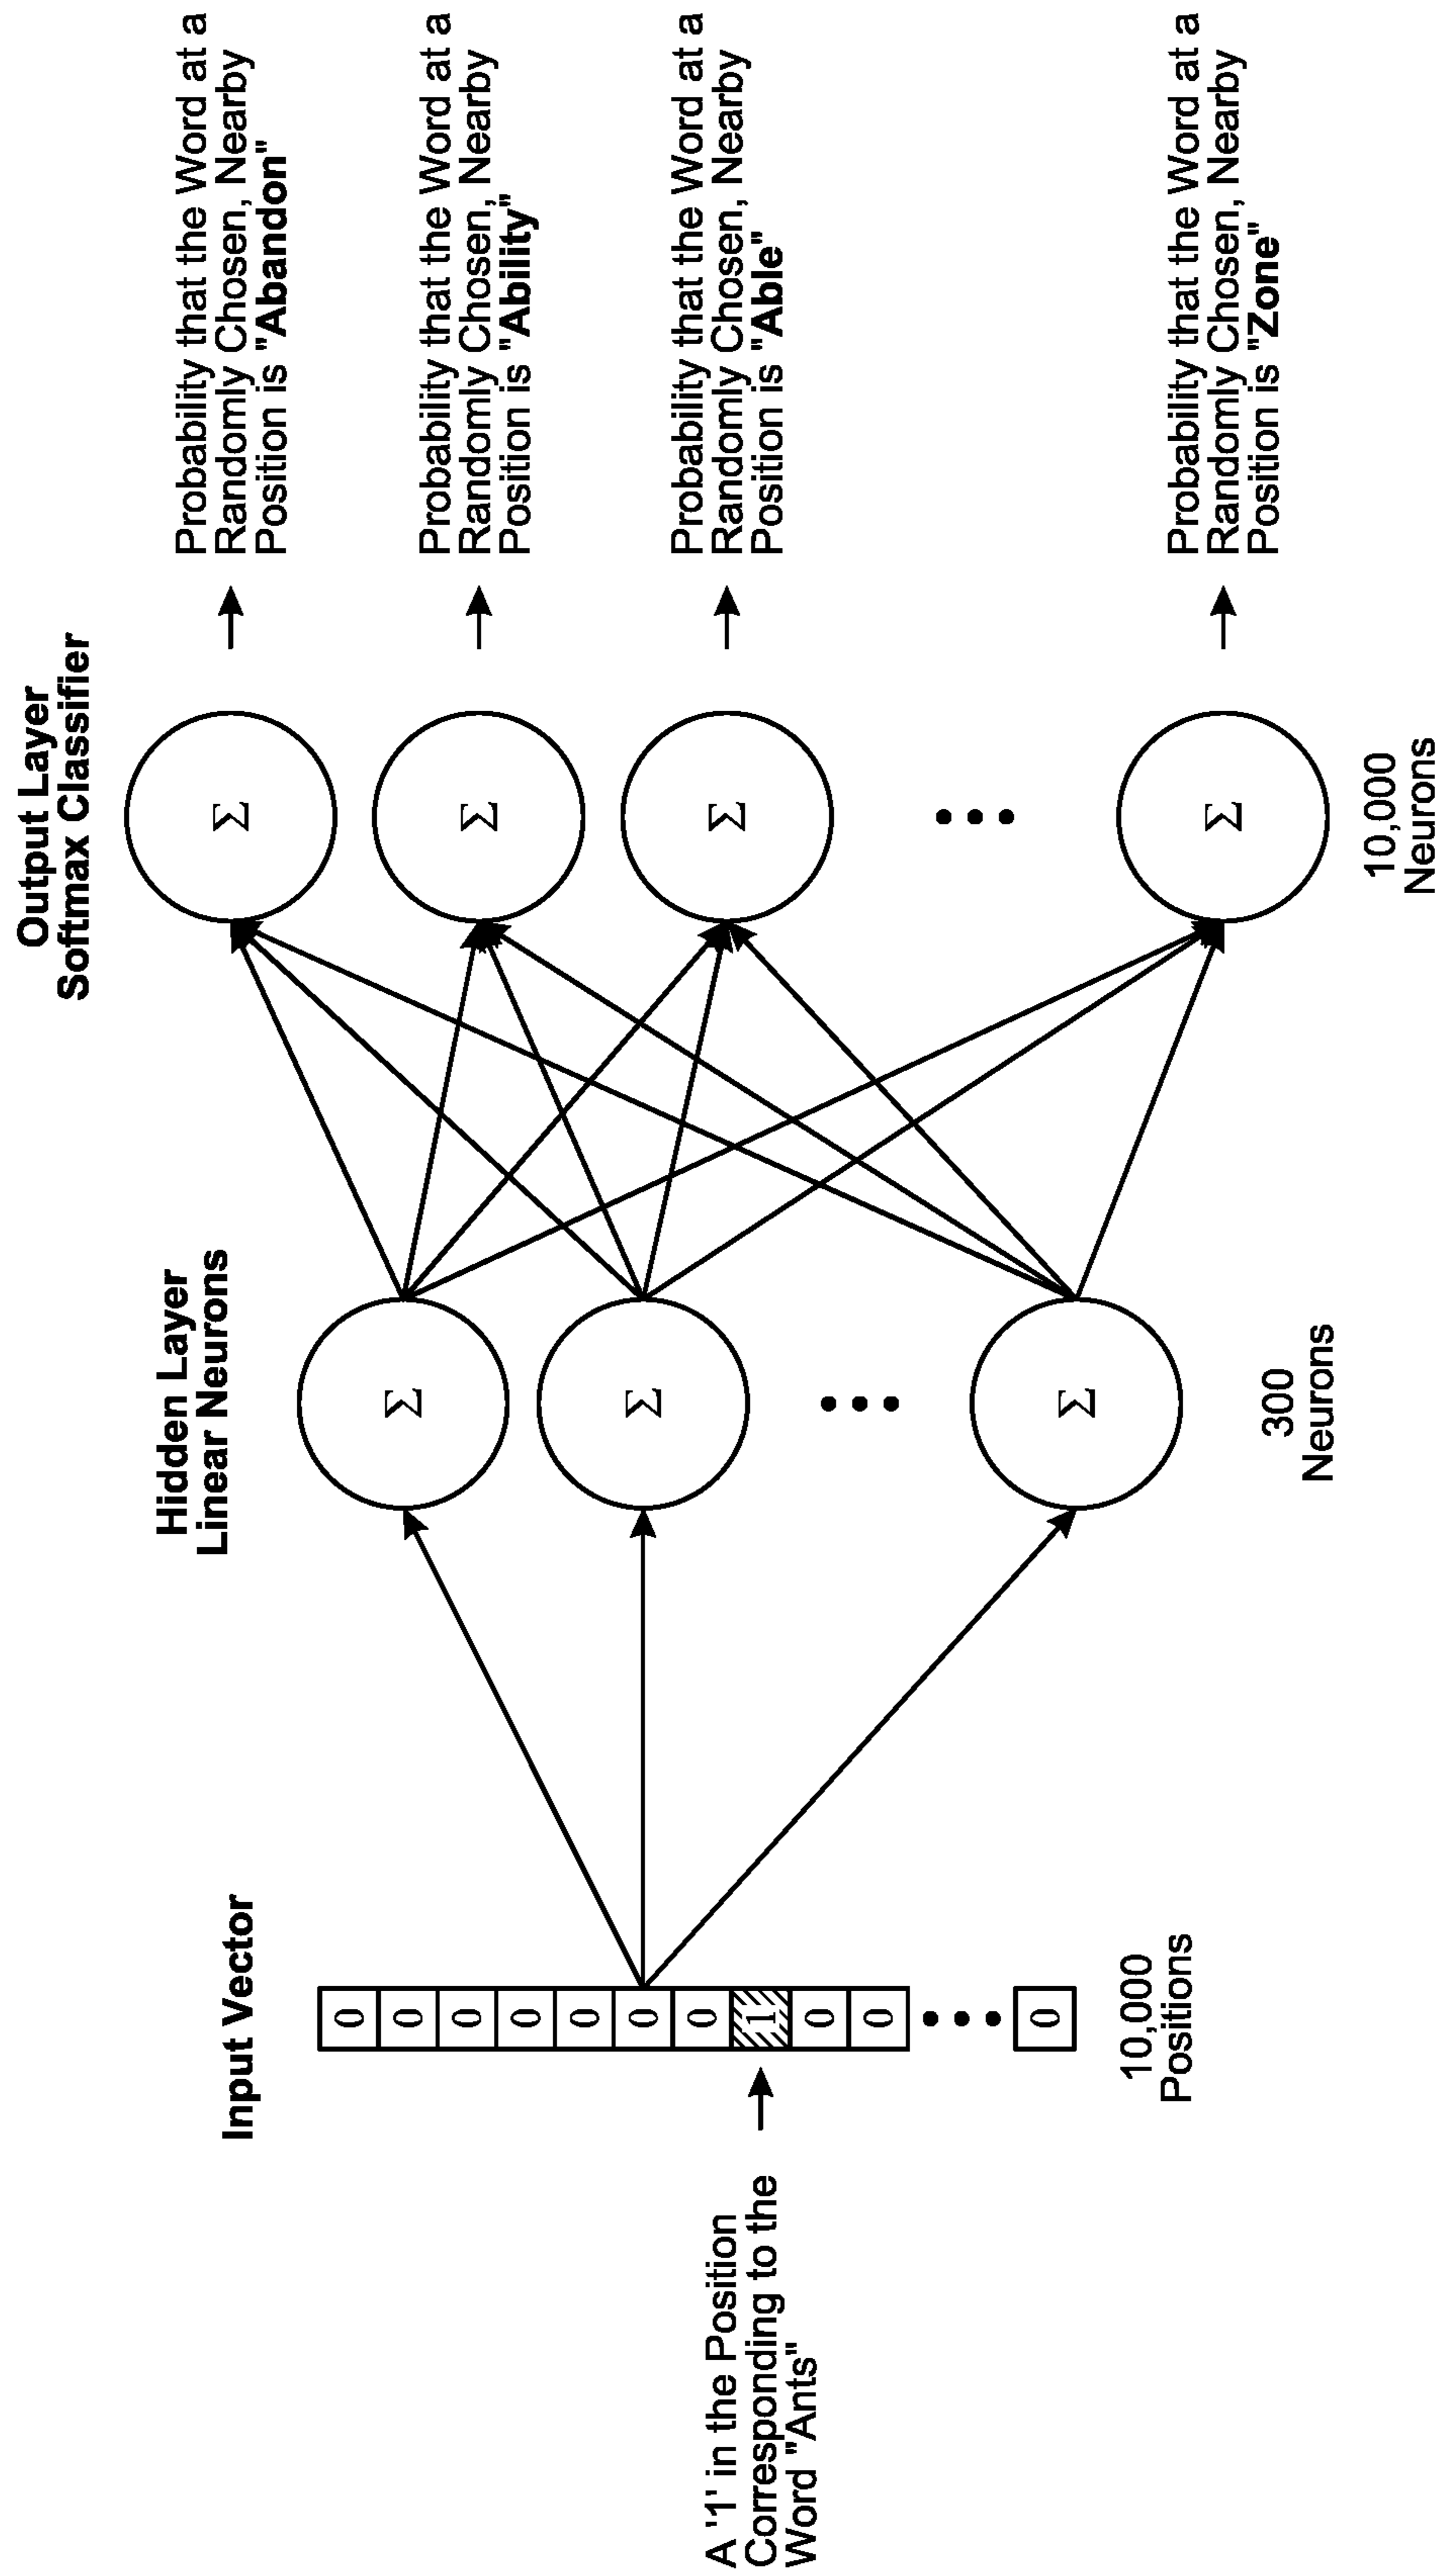 Output Layer
Softmax Classifier
Hidden Layer
Linear Neurons
Input Vector
A '1' in the Position
Corresponding to the
Word "Ants"
0
0
0
0
0
0
0
1
0
0
0
10,000
Positions
Σ
Σ
Σ
300
Neurons
Σ
Σ
Σ
Σ
10,000
Neurons
Probability that the Word at a
Randomly Chosen, Nearby
Position is "Abandon"
Probability that the Word at a
Randomly Chosen, Nearby
Position is "Ability"
Probability that the Word at a
Randomly Chosen, Nearby
Position is "Able"
Probability that the Word at a
Randomly Chosen, Nearby
Position is "Zone"